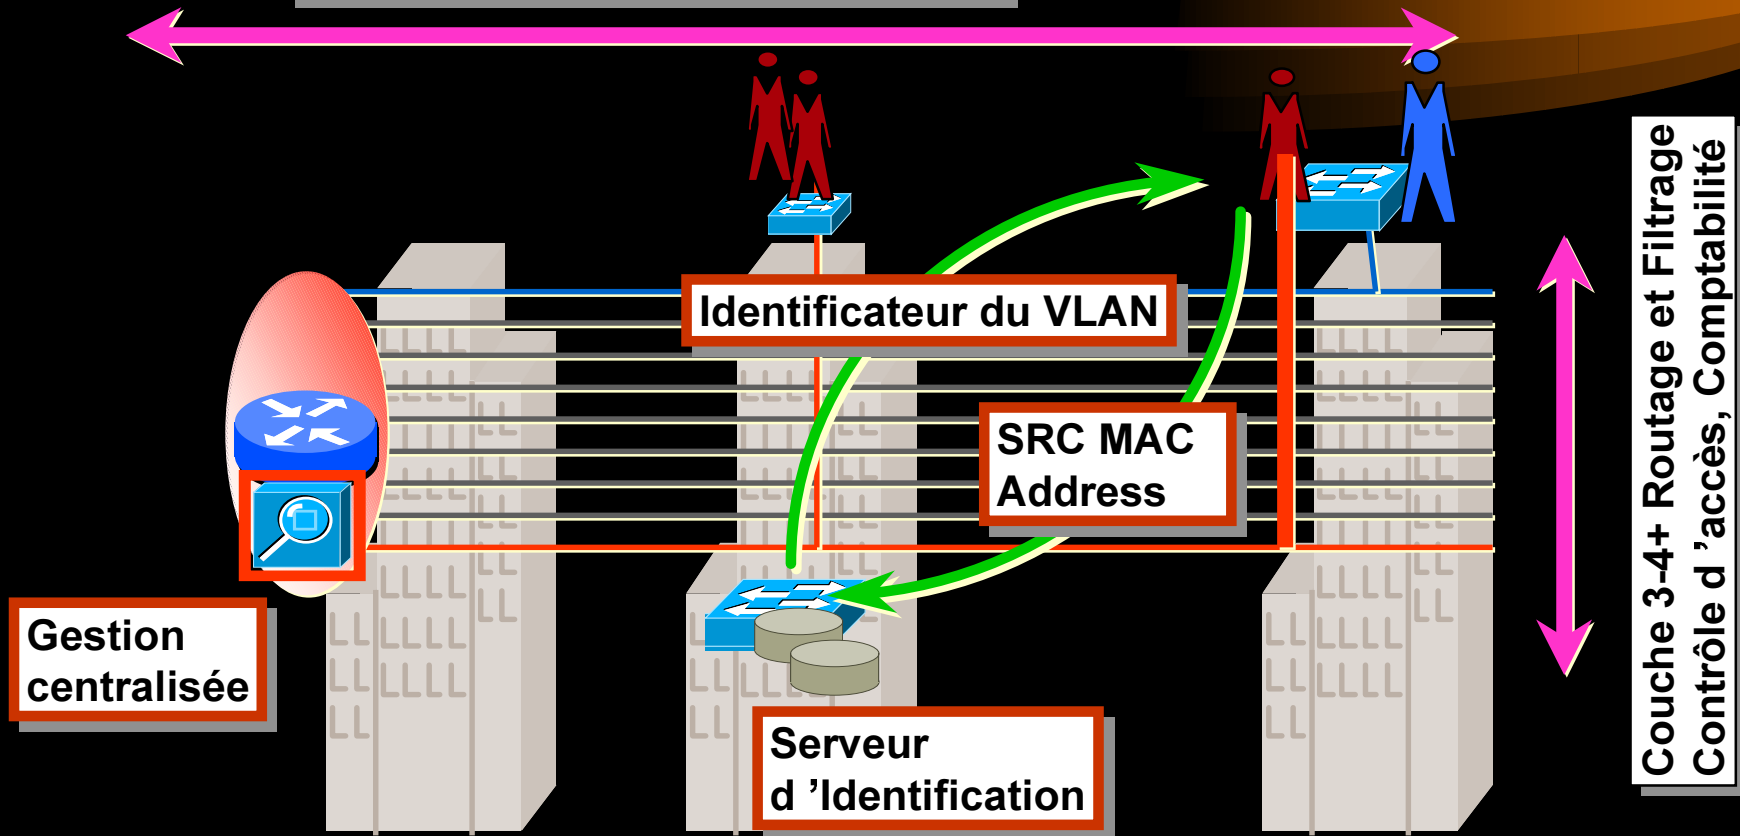 Identificateur du VLAN
SRC MAC
Address
Gestion
centralisée
Serveur
d ’Identification
Couche 3-4+ Routage et Filtrage
Contrôle d ’accès, Comptabilité